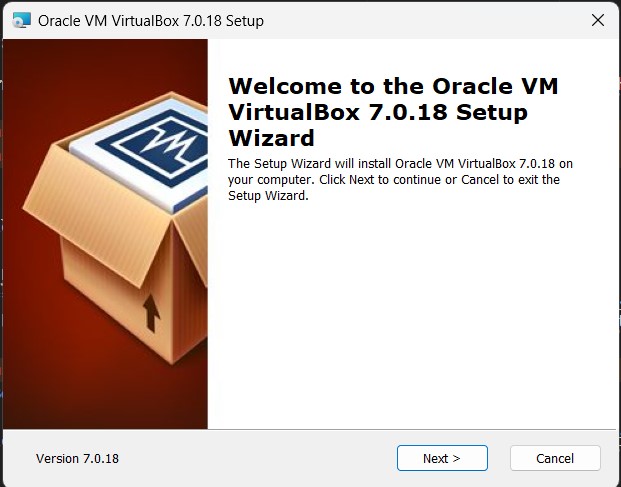 Oracle VM VirtualBox 7.0.18 Setup
Welcome to the Oracle VM
VirtualBox 7.0.18 Setup
Wizard
The Setup Wizard will install Oracle VM VirtualBox 7.0.18 on
your computer. Click Next to continue or Cancel to exit the
Setup Wizard.
Version 7.0.18
Next >
Cancel